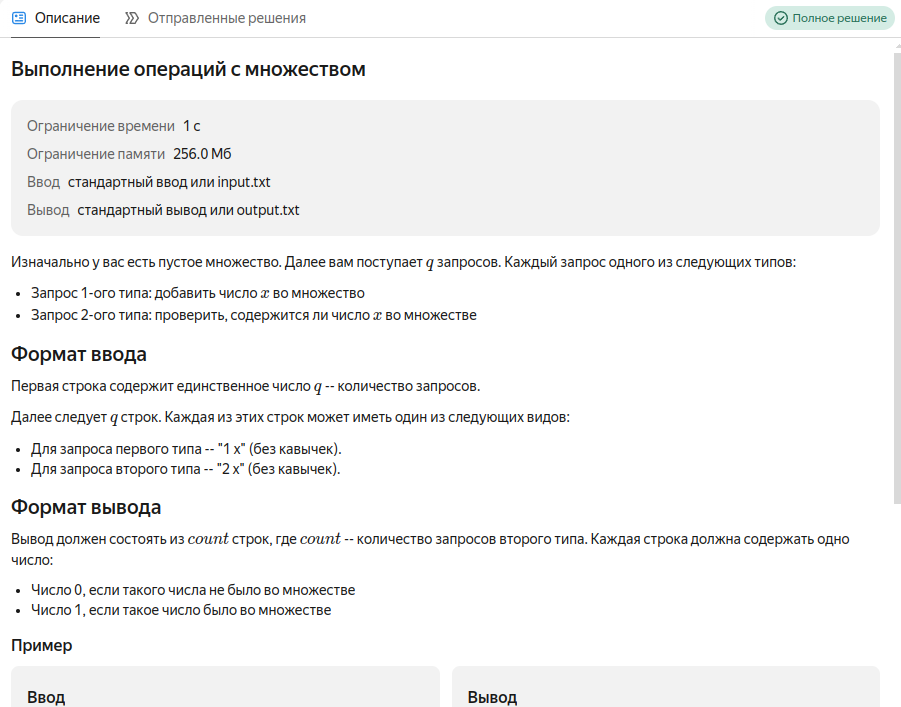 Описание
Отправленные решения
Полное решение
Выполнение операций с множеством
Ограничение времени 1 с
Ограничение памяти 256.0 Мб
Ввод стандартный ввод или input.txt
Вывод стандартный вывод или output.txt
Изначально у вас есть пустое множество. Далее вам поступает q запросов. Каждый запрос одного из следующих типов:
• Запрос 1-ого типа: добавить число x во множество
• Запрос 2-ого типа: проверить, содержится ли число x во множестве
Формат ввода
Первая строка содержит единственное число q -- количество запросов.
Далее следует q строк. Каждая из этих строк может иметь один из следующих видов:
• Для запроса первого типа -- "1 x" (без кавычек).
• Для запроса второго типа -- "2 x" (без кавычек).
Формат вывода
Вывод должен состоять из count строк, где count -- количество запросов второго типа. Каждая строка должна содержать одно
число:
• Число 0, если такого числа не было во множестве
• Число 1, если такое число было во множестве
Пример
Ввод
Вывод